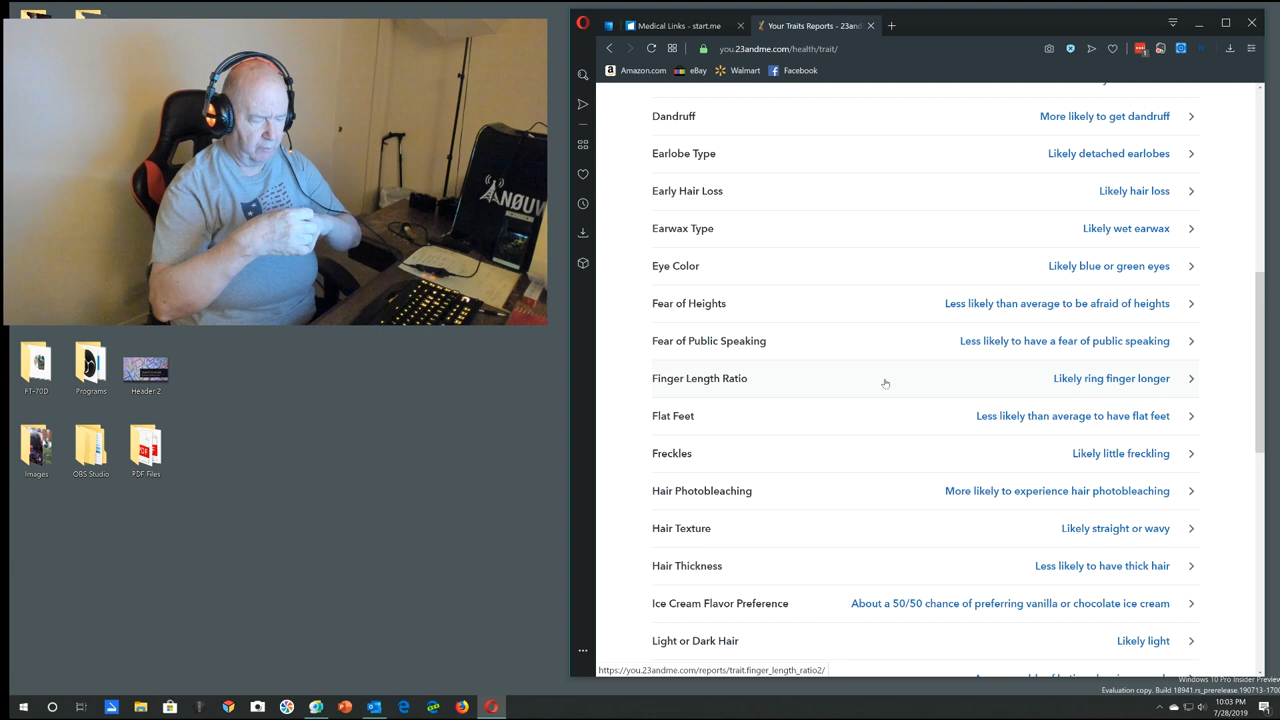 Medical Links - start.me
Your Traits Reports - 23and
you.23andme.com/health/trait/
Amazon.com
eBay
Walmart
Facebook
Dandruff
More likely to get dandruff
Earlobe Type
Likely detached earlobes
Early Hair Loss
Likely hair loss
Earwax Type
Likely wet earwax
Eye Color
Likely blue or green eyes
Fear of Heights
Less likely than average to be afraid of heights
Fear of Public Speaking
Less likely to have a fear of public speaking
Finger Length Ratio
Likely ring finger longer
Flat Feet
Less likely than average to have flat feet
Freckles
Likely little freckling
Hair Photobleaching
More likely to experience hair photobleaching
Hair Texture
Likely straight or wavy
Hair Thickness
Less likely to have thick hair
Ice Cream Flavor Preference
About a 50/50 chance of preferring vanilla or chocolate ice cream
Light or Dark Hair
Likely light
https://you.23andme.com/reports/trait.finger_length_ratio2/
FT-70D
Programs
Header 2
Images
OBS Studio
PDF Files
Windows 10 Pro Insider Preview
Evaluation copy. Build 18941.rs_prerelease.190713-1700
10:03 PM
7/28/2019